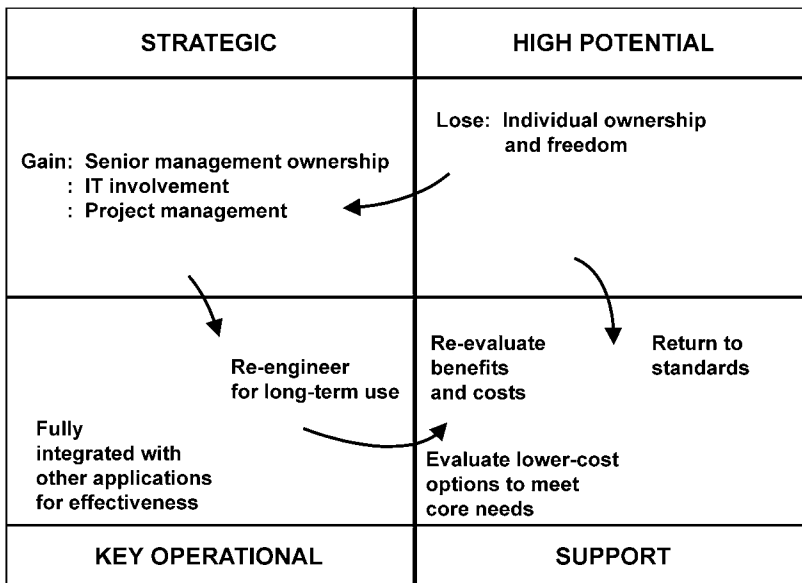 STRATEGIC
HIGH POTENTIAL
Gain: Senior management ownership
: IT involvement
: Project management
Lose: Individual ownership
and freedom
Re-engineer
for long-term use
Fully
integrated with
other applications
for effectiveness
Re-evaluate
benefits
and costs
Return to
standards
Evaluate lower-cost
options to meet
core needs
KEY OPERATIONAL
SUPPORT